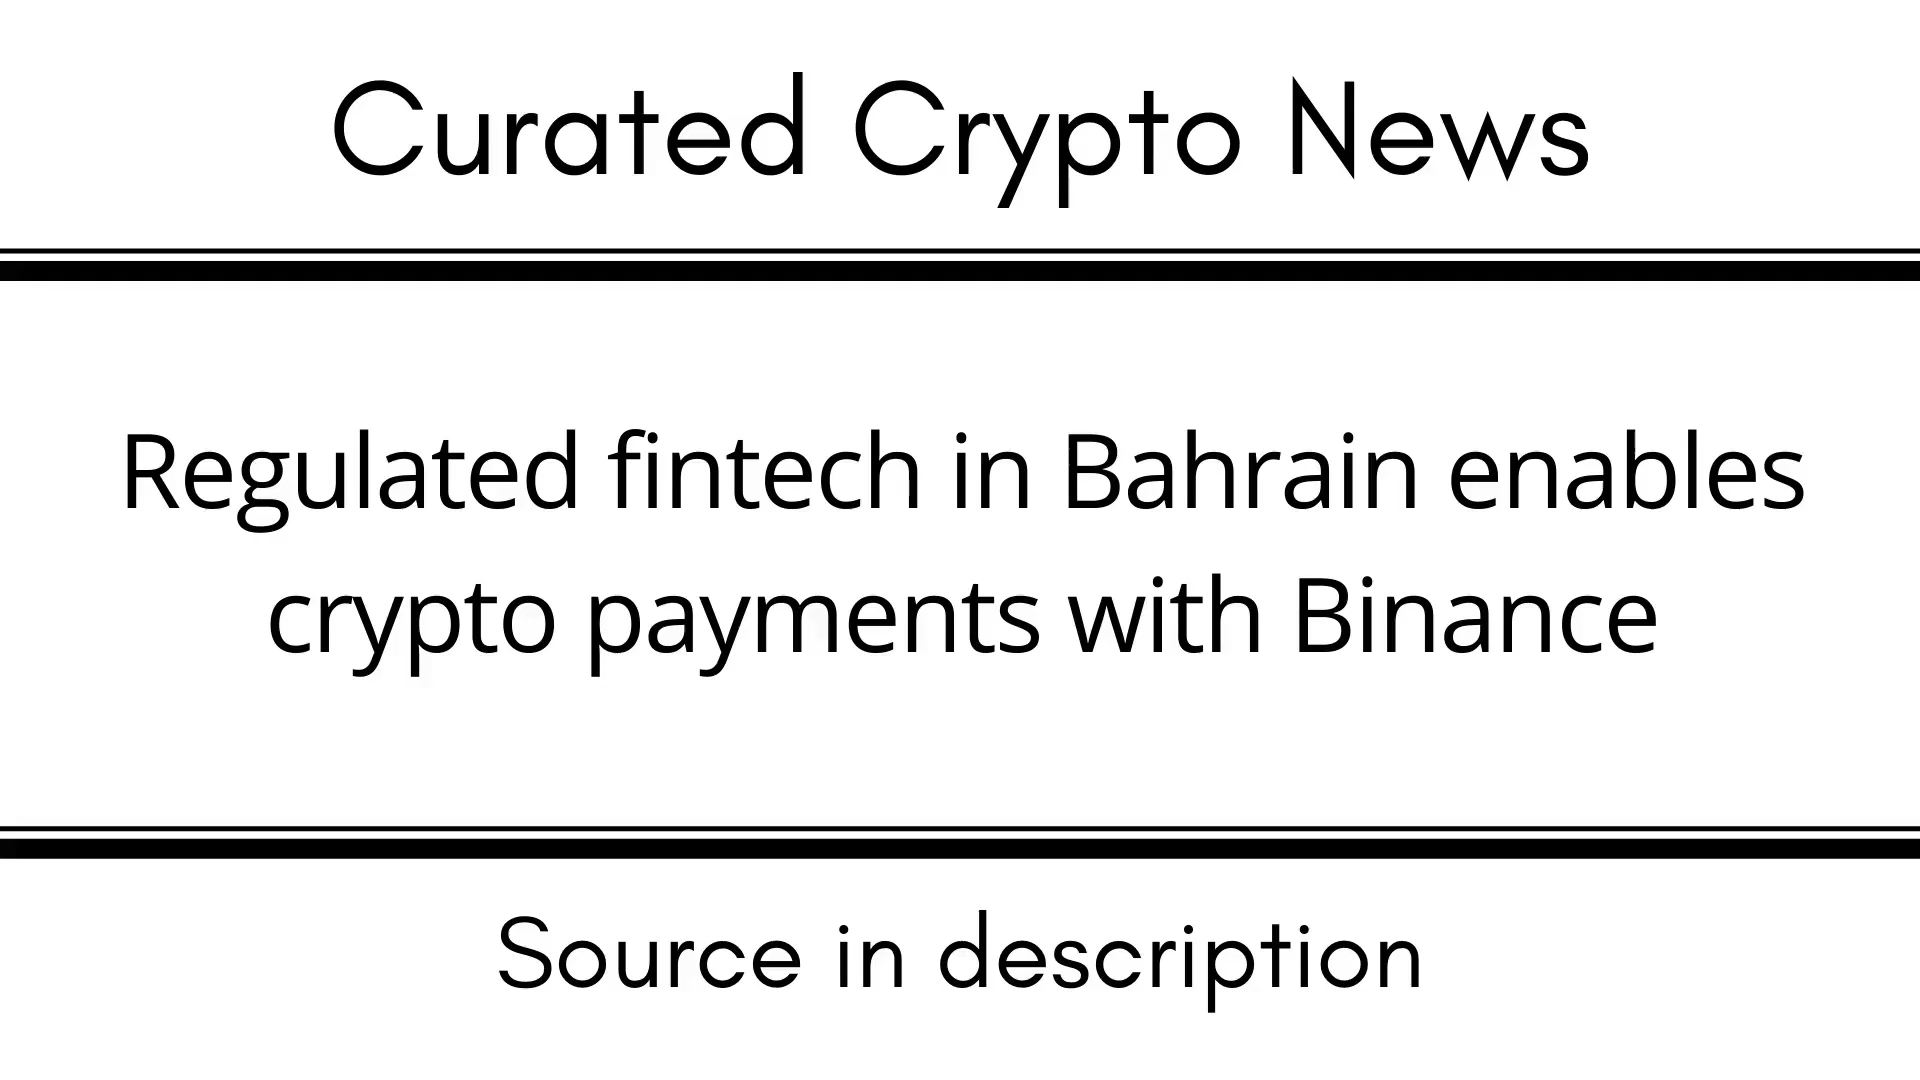 Curated Crypto News
Regulated fintech in Bahrain enables
crypto payments with Binance
Source in description